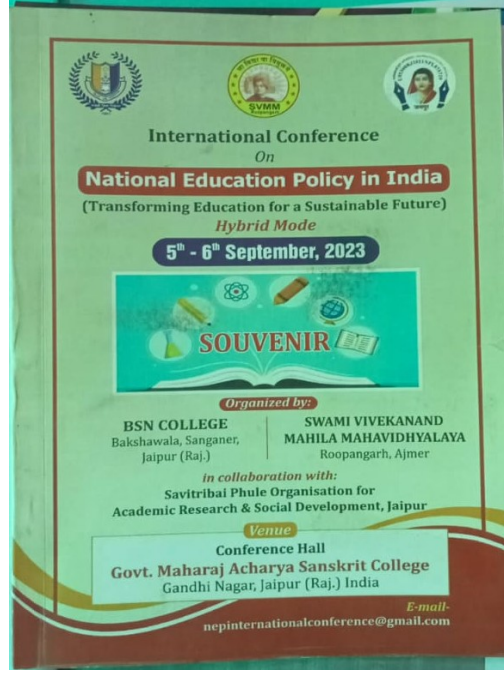 सा विद्या या विमुक्तये
SVMM
जयपुर
International Conference
On
National Education Policy in India
(Transforming Education for a Sustainable Future)
Hybrid Mode
5th - 6th September, 2023
SOUVENIR
Organized by:
BSN COLLEGE
Bakshawala, Sanganer,
Jaipur (Raj.)
SWAMI VIVEKANAND
MAHILA MAHAVIDHYALAYA
Roopangarh, Ajmer
in collaboration with:
Savitribai Phule Organisation for
Academic Research & Social Development, Jaipur
Venue
Conference Hall
Govt. Maharaj Acharya Sanskrit College
Gandhi Nagar, Jaipur (Raj.) India
E-mail-
nepinternationalconference@gmail.com